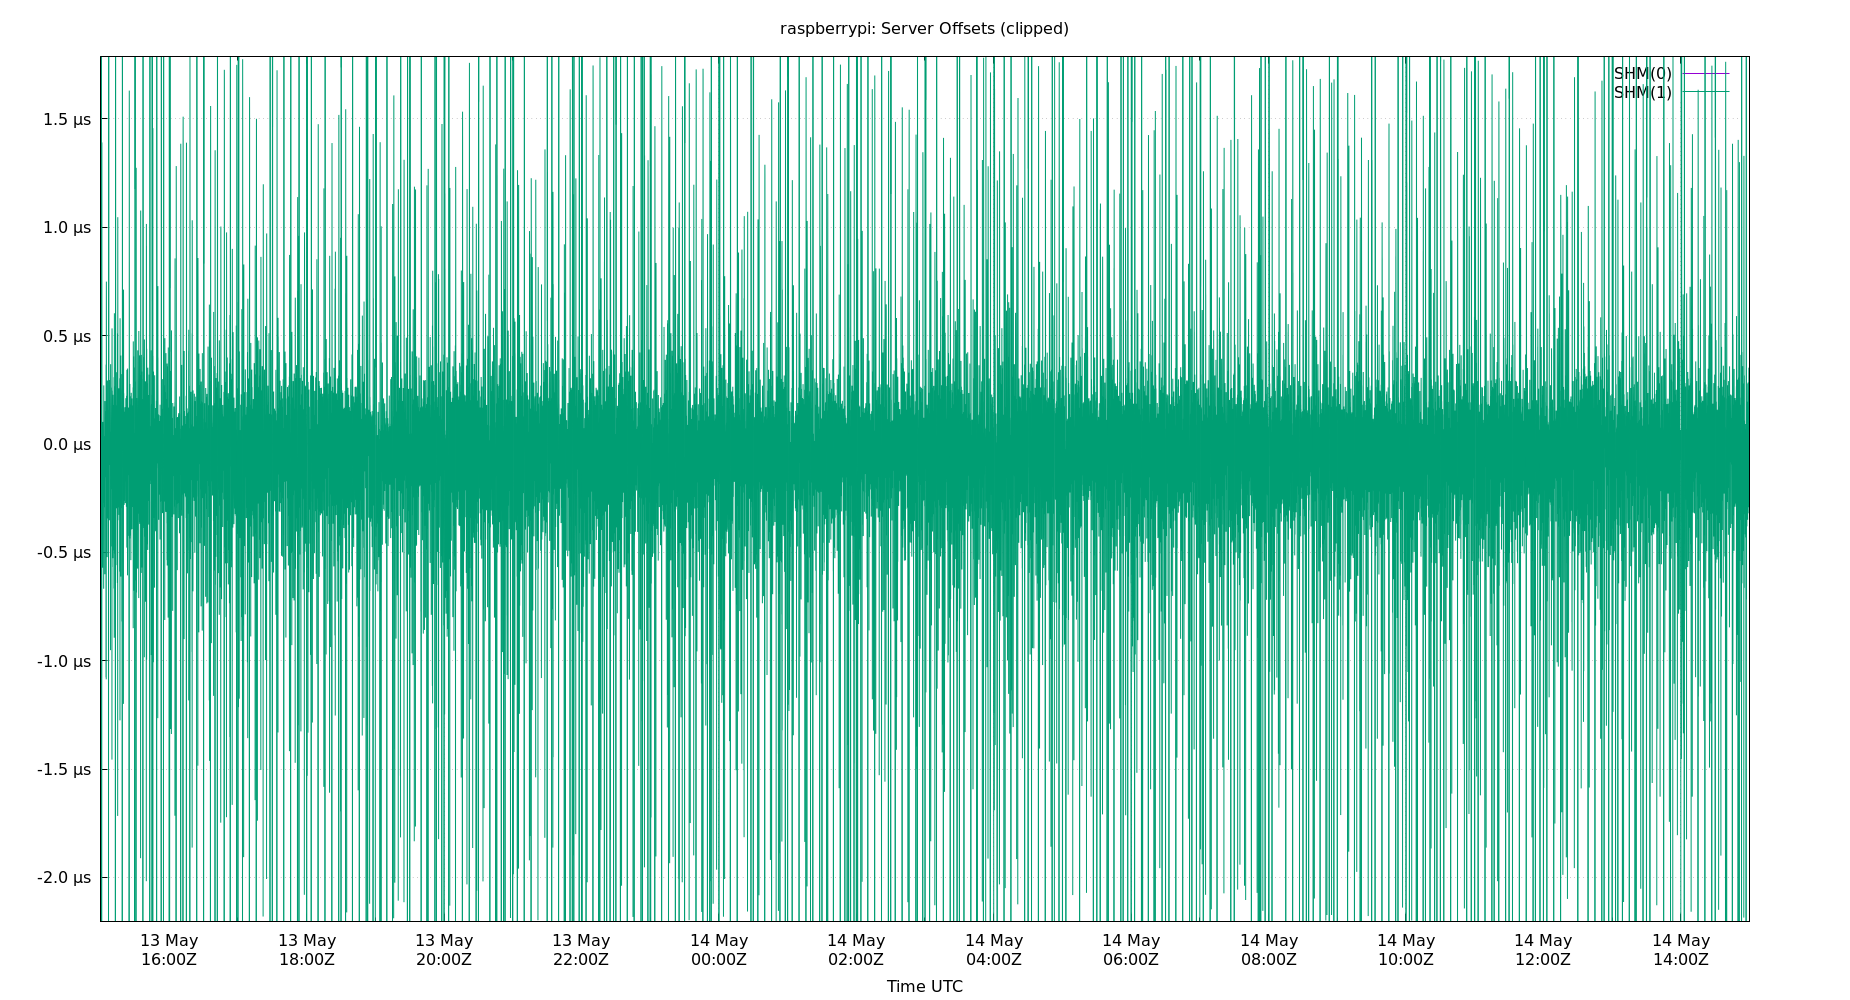 raspberrypi: Server Offsets (clipped)
SHM(0)
SHM(1)
1.5 µs
1.0 µs
0.5 µs
0.0 µs
-0.5 µs
-1.0 µs
-1.5 µs
-2.0 µs
13 May 13 May 13 May 13 May 14 May 14 May 14 May 14 May 14 May 14 May 14 May 14 May
16:00Z 18:00Z 20:00Z 22:00Z 00:00Z 02:00Z 04:00Z 06:00Z 08:00Z 10:00Z 12:00Z 14:00Z
Time UTC